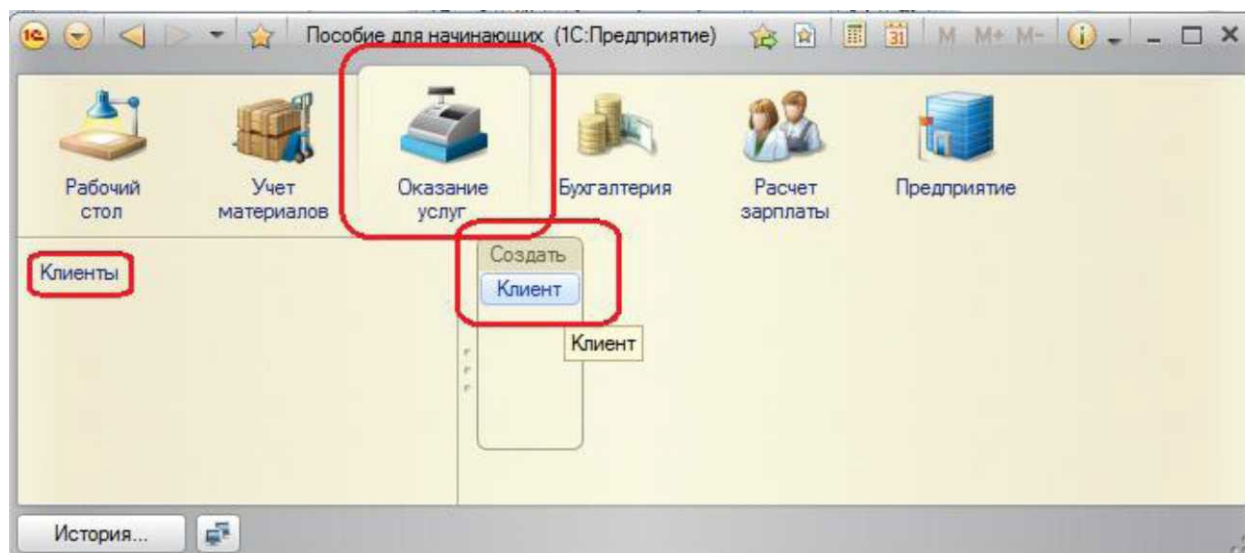 Пособие для начинающих (1С:Предприятие)
31
M M+ M-
Рабочий
стол
Учет
материалов
Оказание
услуг
Бухгалтерия
Расчет
зарплаты
Предприятие
Клиенты
Создать
Клиент
Клиент
История...